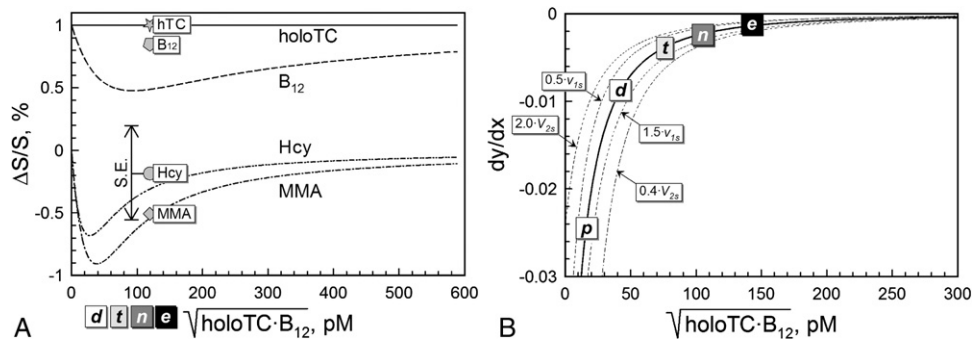 1
0.5
0
-0.5
-1
ΔS/S, %
hTC
holoTC
B12
B12
S.E.
Hcy
Hcy
MMA
MMA
0 100 200 300 400 500 600
d t n e √holoTC·B12, pM
A
0
-0.01
-0.02
-0.03
dy/dx
e
n
t
d
p
0.5·v1s
2.0·V2s
1.5·v1s
0.4·V2s
0 50 100 150 200 250 300
√holoTC·B12, pM
B